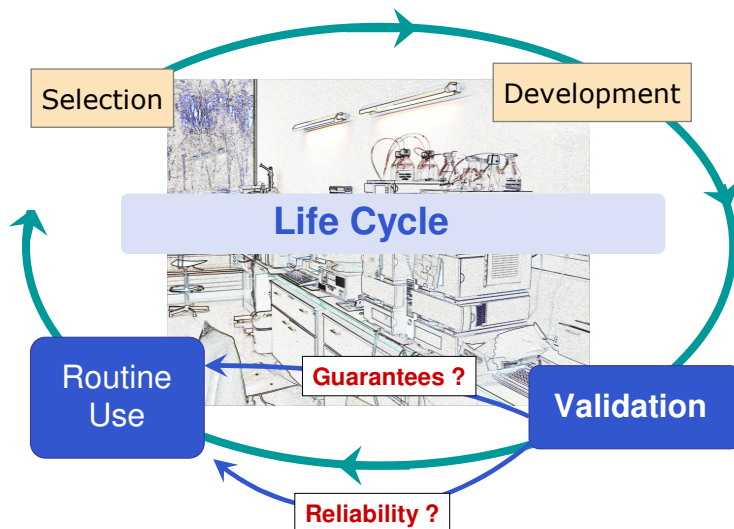 Selection
Development
Life Cycle
Routine
Use
Guarantees ?
Validation
Reliability ?